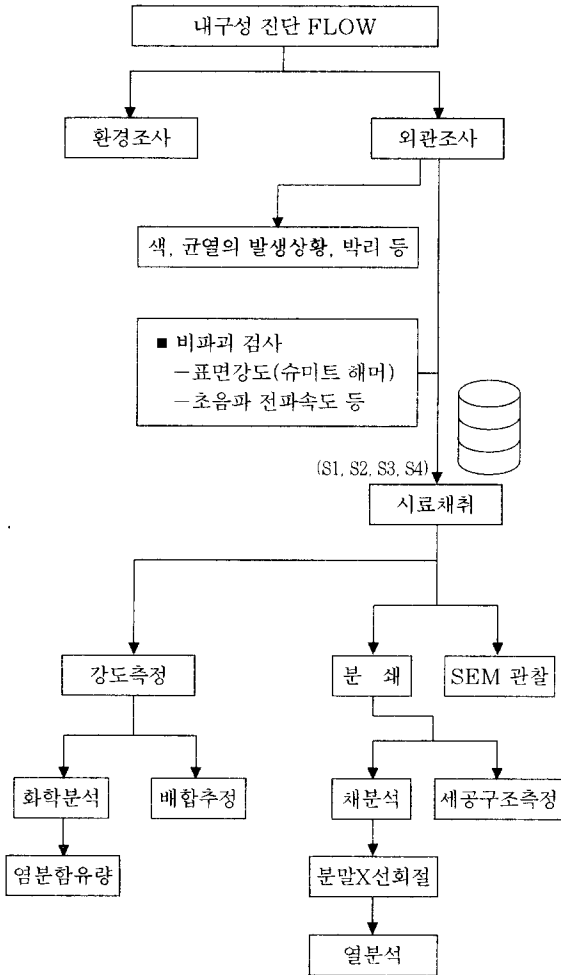 내구성 진단 FLOW
환경조사
외관조사
색, 균열의 발생상황, 박리 등
■ 비파괴 검사
-표면강도(슈미트 해머)
-초음파 전파속도 등
(S1, S2, S3, S4)
시료채취
강도측정
분 쇄
SEM 관찰
화학분석
배합추정
채분석
세공구조측정
염분함유량
분말X선회절
열분석